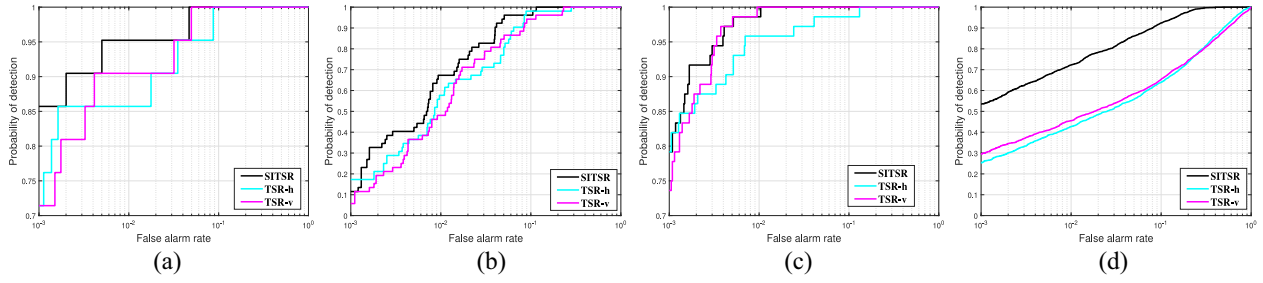 Probability of detection
1
0.95
0.9
0.85
0.8
0.75
0.7
10⁻³
10⁻²
10⁻¹
10⁰
False alarm rate
SITSR
TSR-h
TSR-v
(a)
Probability of detection
1
0.9
0.8
0.7
0.6
0.5
0.4
0.3
0.2
0.1
0
10⁻³
10⁻²
10⁻¹
10⁰
False alarm rate
SITSR
TSR-h
TSR-v
(b)
Probability of detection
1
0.95
0.9
0.85
0.8
0.75
0.7
10⁻³
10⁻²
10⁻¹
10⁰
False alarm rate
SITSR
TSR-h
TSR-v
(c)
Probability of detection
1
0.9
0.8
0.7
0.6
0.5
0.4
0.3
0.2
0.1
0
10⁻³
10⁻²
10⁻¹
10⁰
False alarm rate
SITSR
TSR-h
TSR-v
(d)